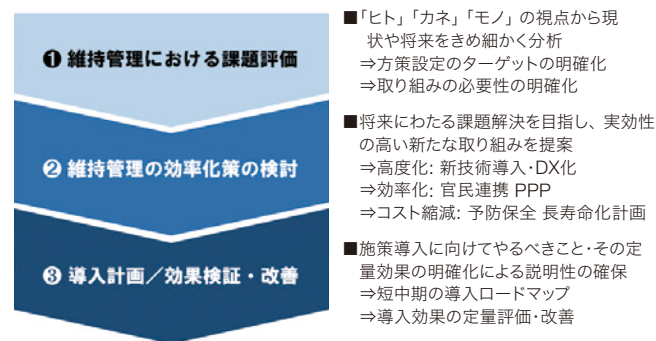 ❶ 維持管理における課題評価
■「ヒト」「カネ」「モノ」の視点から現
状や将来をきめ細かく分析
⇒方策設定のターゲットの明確化
⇒取り組みの必要性の明確化
❷ 維持管理の効率化策の検討
■将来にわたる課題解決を目指し、実効性
の高い新たな取り組みを提案
⇒高度化: 新技術導入・DX化
⇒効率化: 官民連携 PPP
⇒コスト縮減: 予防保全 長寿命化計画
❸ 導入計画／効果検証・改善
■施策導入に向けてやるべきこと・その定
量効果の明確化による説明性の確保
⇒短中期の導入ロードマップ
⇒導入効果の定量評価・改善